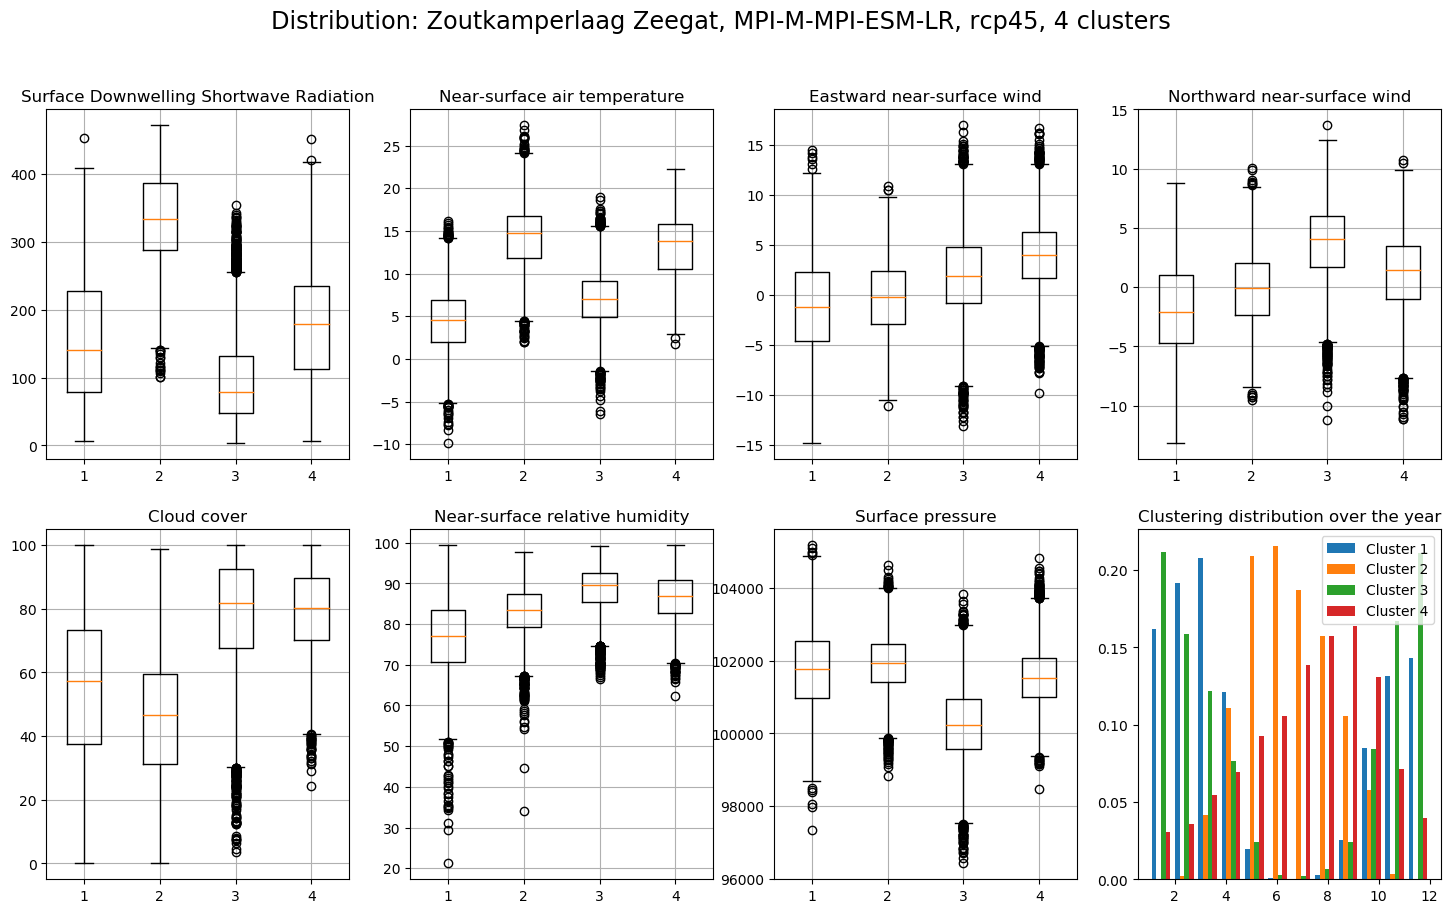 Distribution: Zoutkamperlaag Zeegat, MPI-M-MPI-ESM-LR, rcp45, 4 clusters
Surface Downwelling Shortwave Radiation
400
300
200
100
0
1 2 3 4
Near-surface air temperature
25
20
15
10
5
0
−5
−10
1 2 3 4
Eastward near-surface wind
15
10
5
0
−5
−10
−15
1 2 3 4
Northward near-surface wind
15
10
5
0
−5
−10
1 2 3 4
Cloud cover
100
80
60
40
20
0
1 2 3 4
Near-surface relative humidity
100
90
80
70
60
50
40
30
20
1 2 3 4
Surface pressure
104000
102000
100000
98000
96000
1 2 3 4
Clustering distribution over the year
Cluster 1
Cluster 2
Cluster 3
Cluster 4
0.20
0.15
0.10
0.05
0.00
2 4 6 8 10 12